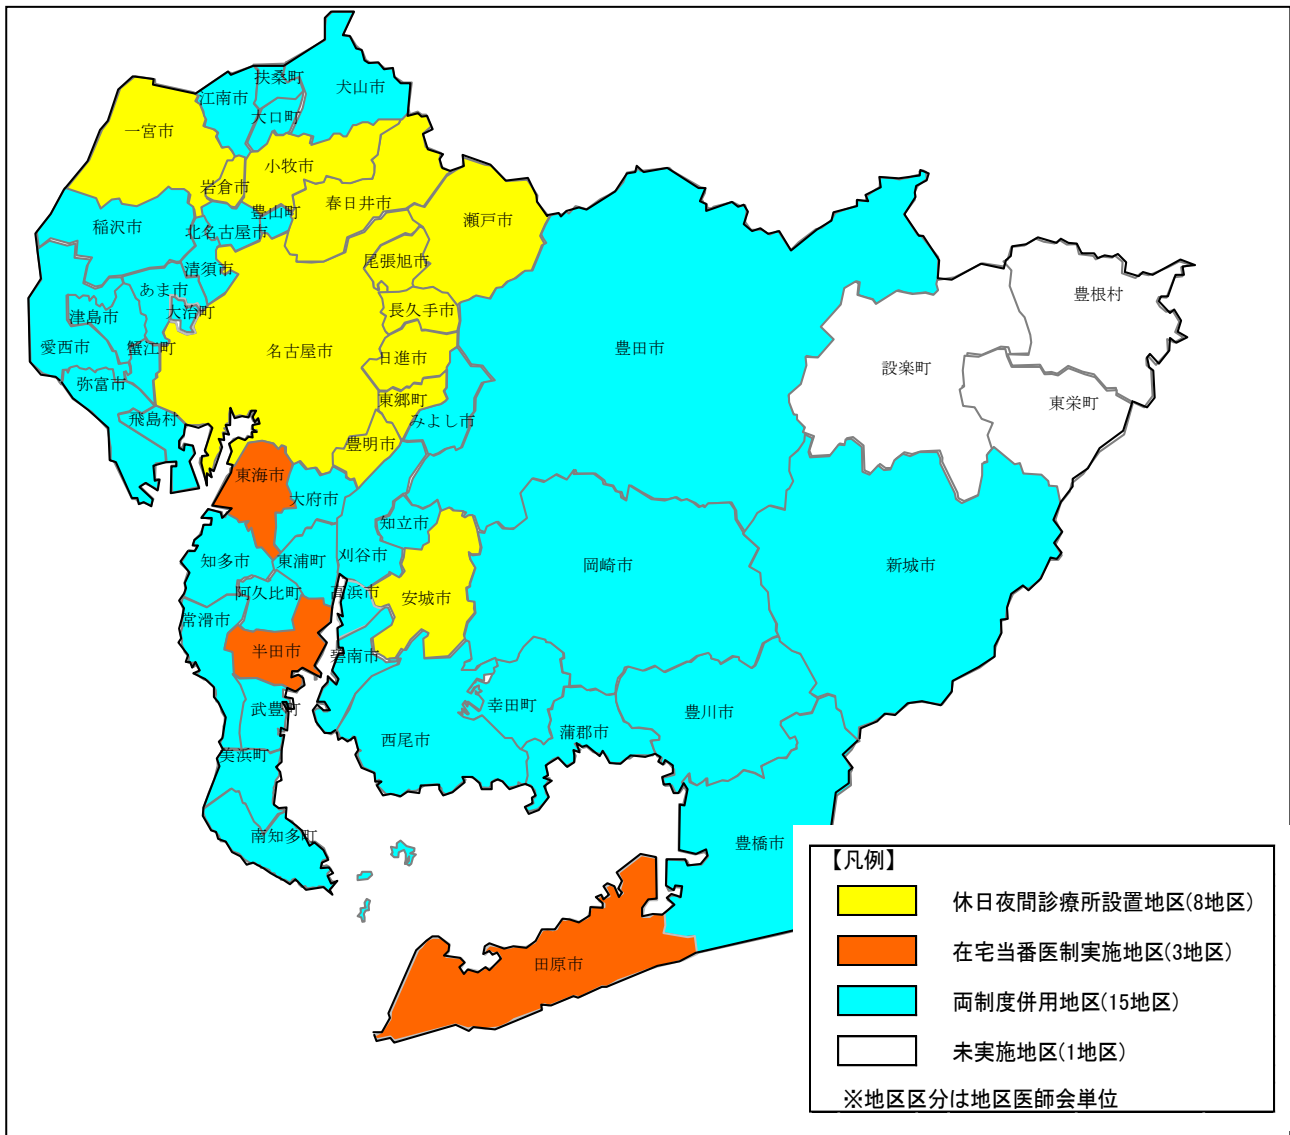 扶桑町
犬山市
江南市
大口町
一宮市
小牧市
岩倉市
春日井市
豊山町
瀬戸市
稲沢市
北名古屋市
尾張旭市
清須市
あま市
豊根村
津島市
大治町
長久手市
愛西市
蟹江町
名古屋市
日進市
豊田市
設楽町
弥富市
東郷町
東栄町
飛島村
みよし市
豊明市
東海市
大府市
知立市
知多市
東浦町
刈谷市
岡崎市
新城市
阿久比町
高浜市
安城市
常滑市
半田市
碧南市
武豊町
幸田町
豊川市
西尾市
蒲郡市
美浜町
南知多町
豊橋市
田原市
【凡例】
休日夜間診療所設置地区(8地区)
在宅当番医制実施地区(3地区)
両制度併用地区(15地区)
未実施地区(1地区)
※地区区分は地区医師会単位